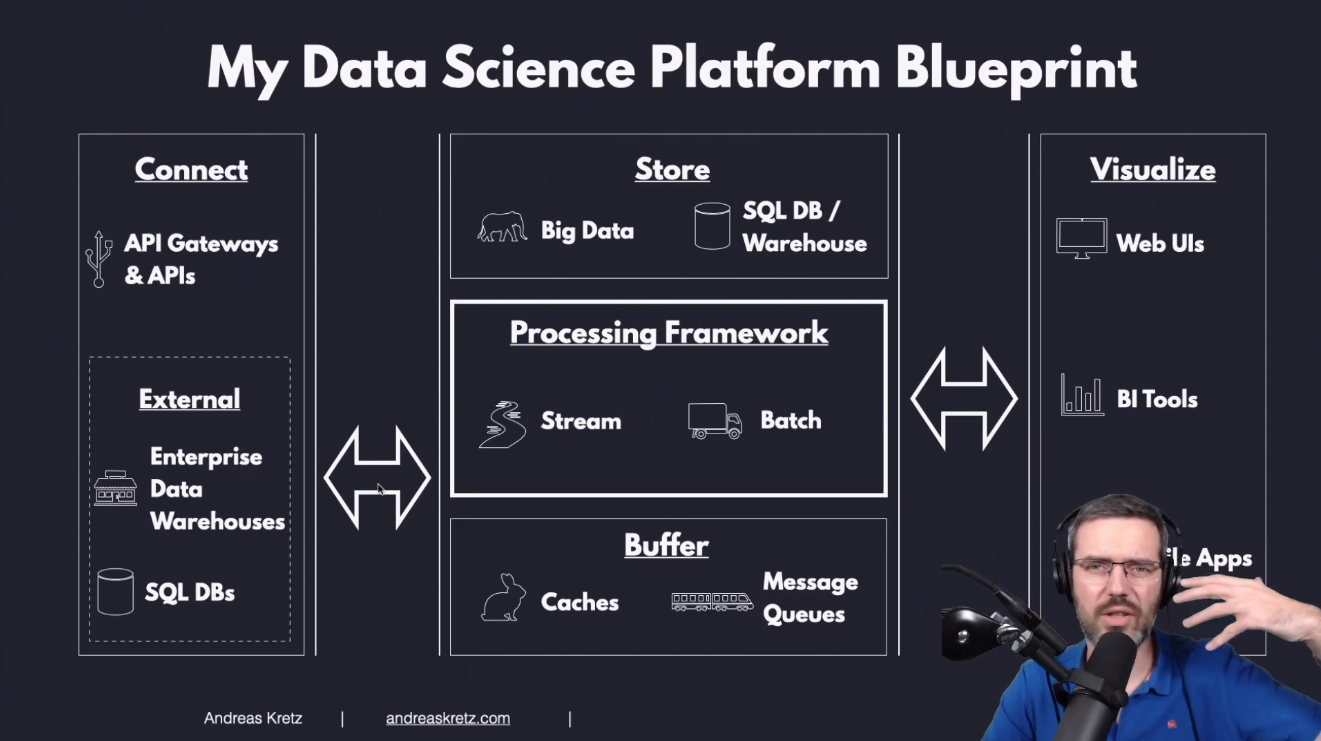 My Data Science Platform Blueprint
Connect
API Gateways
& APIs
External
Enterprise
Data
Warehouses
SQL DBs
Store
Big Data
SQL DB /
Warehouse
Processing Framework
Stream
Batch
Buffer
Caches
Message
Queues
Visualize
Web UIs
BI Tools
Apps
Andreas Kretz | andreaskretz.com |